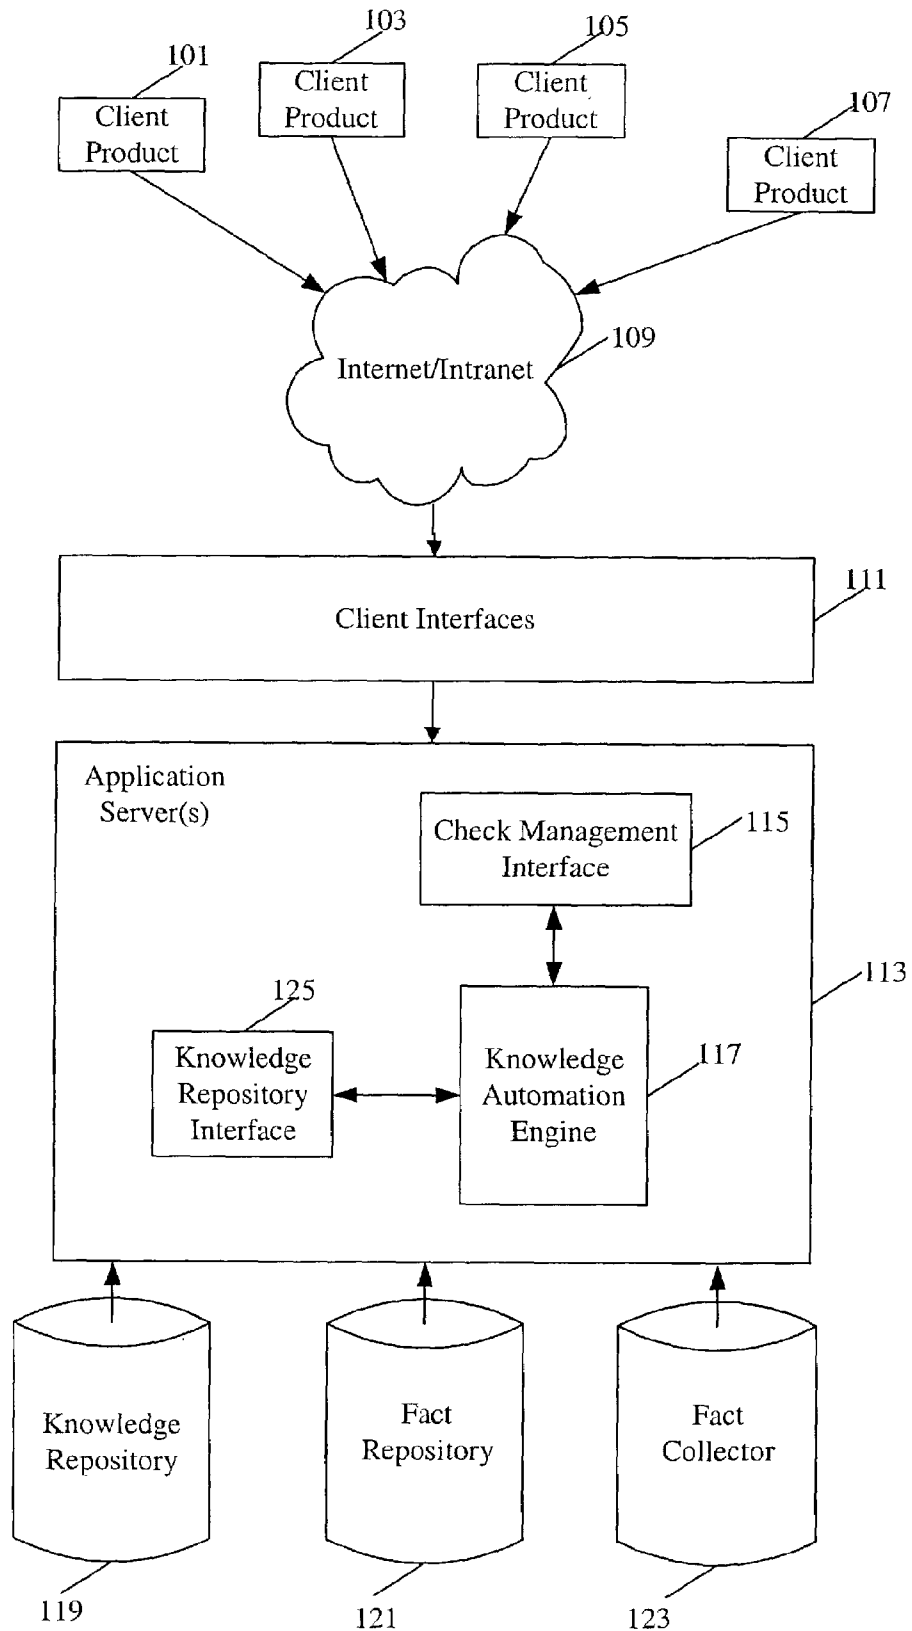 101
103
105
107
Client
Product
Client
Product
Client
Product
Client
Product
109
Internet/Intranet
111
Client Interfaces
Application
Server(s)
115
Check Management
Interface
113
125
117
Knowledge
Repository
Interface
Knowledge
Automation
Engine
Knowledge
Repository
Fact
Repository
Fact
Collector
119
121
123